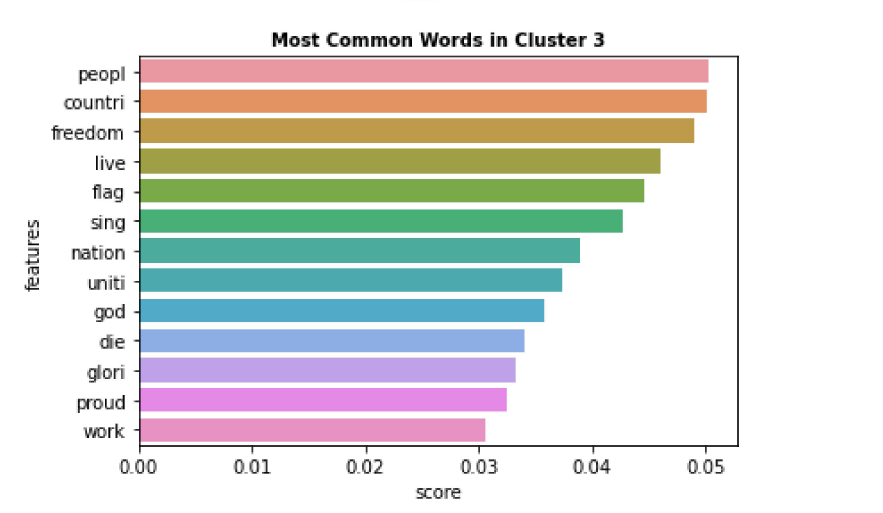 Most Common Words in Cluster 3
features
peopl
countri
freedom
live
flag
sing
nation
uniti
god
die
glori
proud
work
0.00 0.01 0.02 0.03 0.04 0.05
score